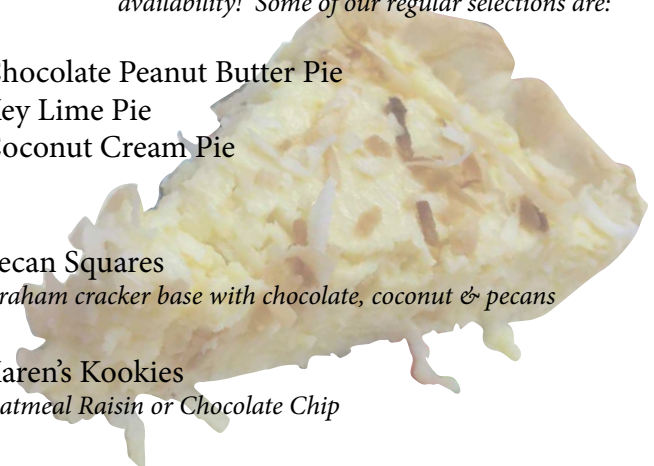 availability! Some of our regular selections are:
hocolate Peanut Butter Pie
ey Lime Pie
oconut Cream Pie
ecan Squares
raham cracker base with chocolate, coconut & pecans
aren's Kookies
atmeal Raisin or Chocolate Chip